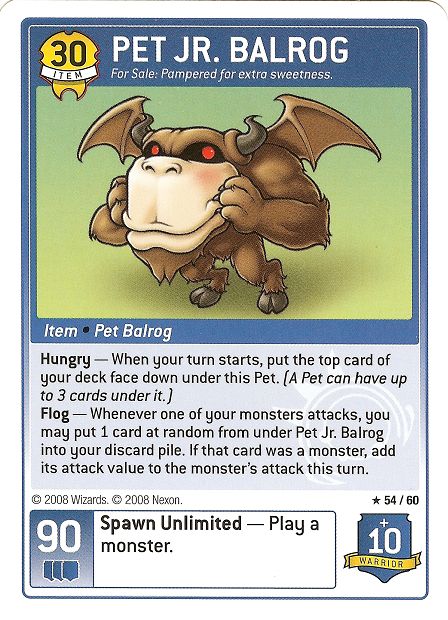 30
ITEM
PET JR. BALROG
For Sale: Pampered for extra sweetness.
Item • Pet Balrog
Hungry — When your turn starts, put the top card of
your deck face down under this Pet. (A Pet can have up
to 3 cards under it.)
Flog — Whenever one of your monsters attacks, you
may put 1 card at random from under Pet Jr. Balrog
into your discard pile. If that card was a monster, add
its attack value to the monster's attack this turn.
© 2008 Wizards. © 2008 Nexon.
★ 54 / 60
90
Spawn Unlimited — Play a
monster.
+
10
WARRIOR